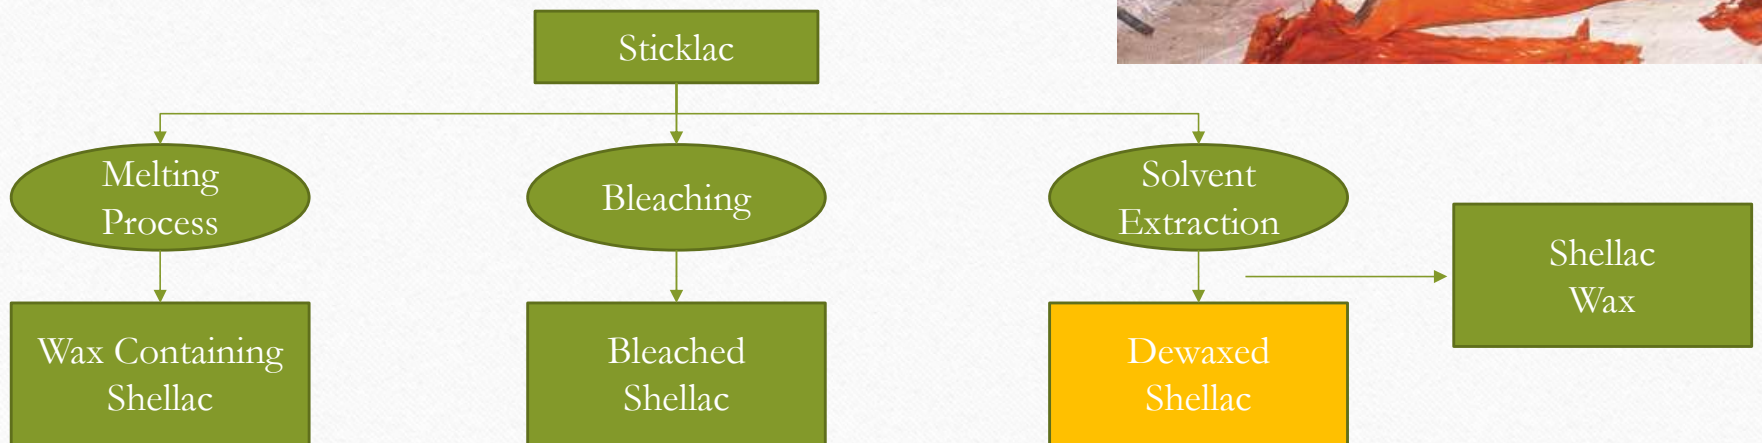 Sticklac
Melting
Process
Bleaching
Solvent
Extraction
Shellac
Wax
Wax Containing
Shellac
Bleached
Shellac
Dewaxed
Shellac